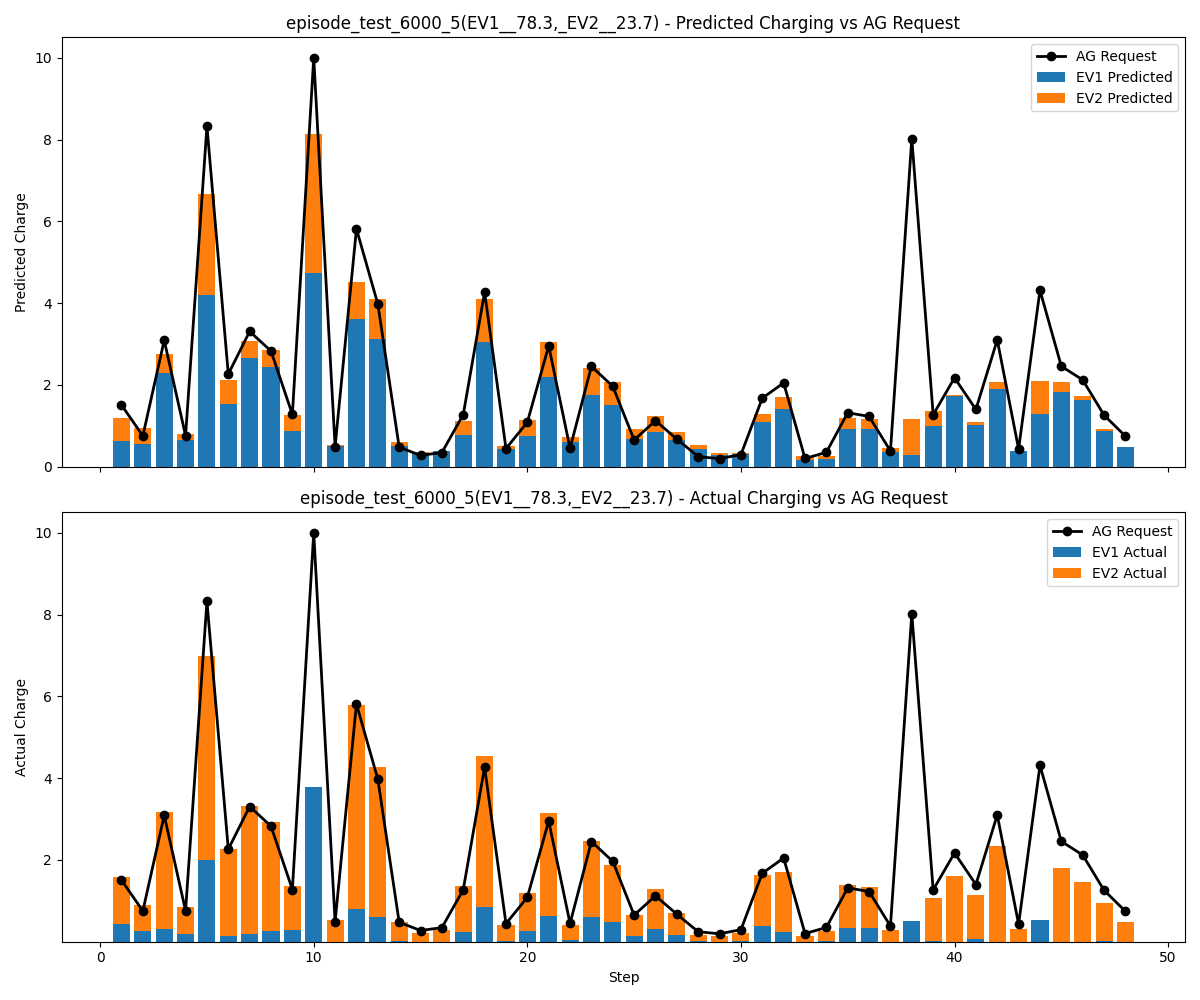 episode_test_6000_5(EV1__78.3,_EV2__23.7) - Predicted Charging vs AG Request
10
8
6
4
2
0
Predicted Charge
AG Request
EV1 Predicted
EV2 Predicted
episode_test_6000_5(EV1__78.3,_EV2__23.7) - Actual Charging vs AG Request
10
8
6
4
2
Actual Charge
AG Request
EV1 Actual
EV2 Actual
0 10 20 30 40 50
Step